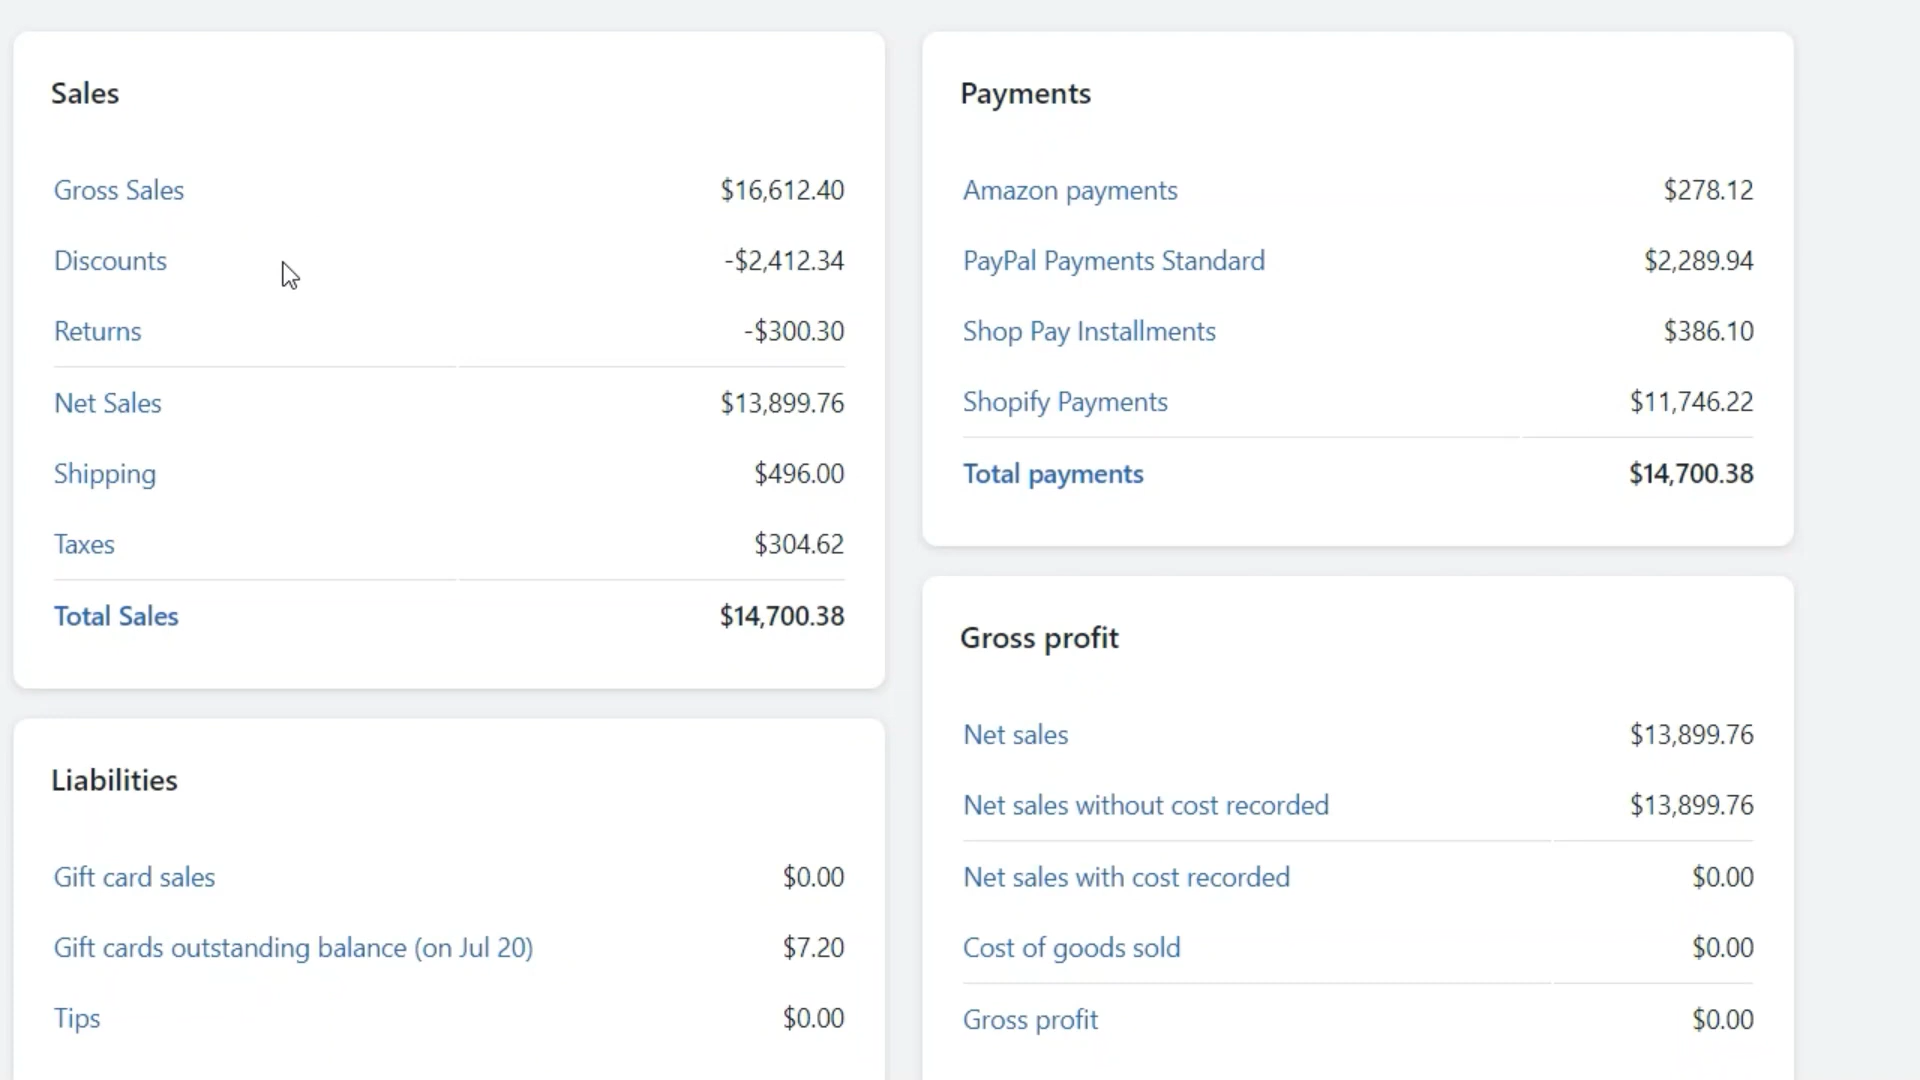 Sales
Gross Sales $16,612.40
Discounts -$2,412.34
Returns -$300.30
Net Sales $13,899.76
Shipping $496.00
Taxes $304.62
Total Sales $14,700.38
Liabilities
Gift card sales $0.00
Gift cards outstanding balance (on Jul 20) $7.20
Tips $0.00
Payments
Amazon payments $278.12
PayPal Payments Standard $2,289.94
Shop Pay Installments $386.10
Shopify Payments $11,746.22
Total payments $14,700.38
Gross profit
Net sales $13,899.76
Net sales without cost recorded $13,899.76
Net sales with cost recorded $0.00
Cost of goods sold $0.00
Gross profit $0.00